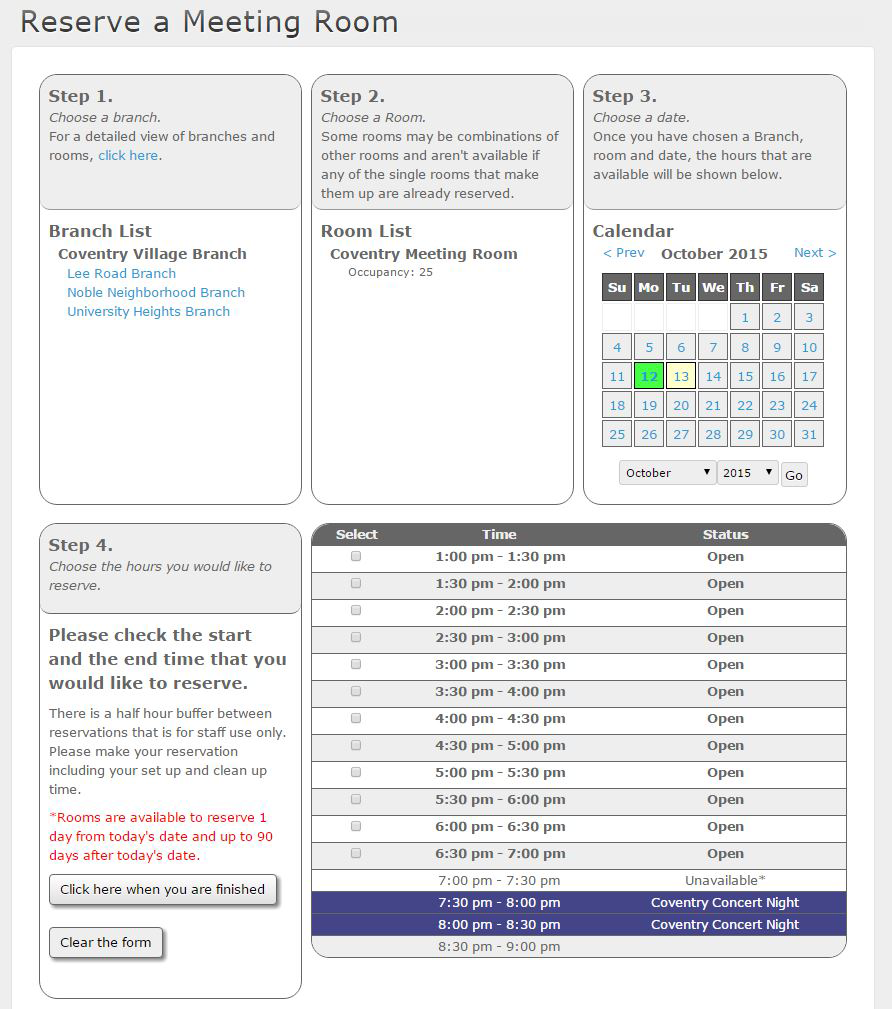 Reserve a Meeting Room
Step 1.
Choose a branch.
For a detailed view of branches and
rooms, click here.
Branch List
Coventry Village Branch
Lee Road Branch
Noble Neighborhood Branch
University Heights Branch
Step 2.
Choose a Room.
Some rooms may be combinations of
other rooms and aren't available if
any of the single rooms that make
them up are already reserved.
Room List
Coventry Meeting Room
Occupancy: 25
Step 3.
Choose a date.
Once you have chosen a Branch,
room and date, the hours that are
available will be shown below.
Calendar
< Prev October 2015 Next >
Su Mo Tu We Th Fr Sa
1 2 3
4 5 6 7 8 9 10
11 12 13 14 15 16 17
18 19 20 21 22 23 24
25 26 27 28 29 30 31
October 2015 Go
Step 4.
Choose the hours you would like to
reserve.
Please check the start
and the end time that you
would like to reserve.
There is a half hour buffer between
reservations that is for staff use only.
Please make your reservation
including your set up and clean up
time.
*Rooms are available to reserve 1
day from today's date and up to 90
days after today's date.
Click here when you are finished
Clear the form
Select Time Status
1:00 pm - 1:30 pm Open
1:30 pm - 2:00 pm Open
2:00 pm - 2:30 pm Open
2:30 pm - 3:00 pm Open
3:00 pm - 3:30 pm Open
3:30 pm - 4:00 pm Open
4:00 pm - 4:30 pm Open
4:30 pm - 5:00 pm Open
5:00 pm - 5:30 pm Open
5:30 pm - 6:00 pm Open
6:00 pm - 6:30 pm Open
6:30 pm - 7:00 pm Open
7:00 pm - 7:30 pm Unavailable*
7:30 pm - 8:00 pm Coventry Concert Night
8:00 pm - 8:30 pm Coventry Concert Night
8:30 pm - 9:00 pm